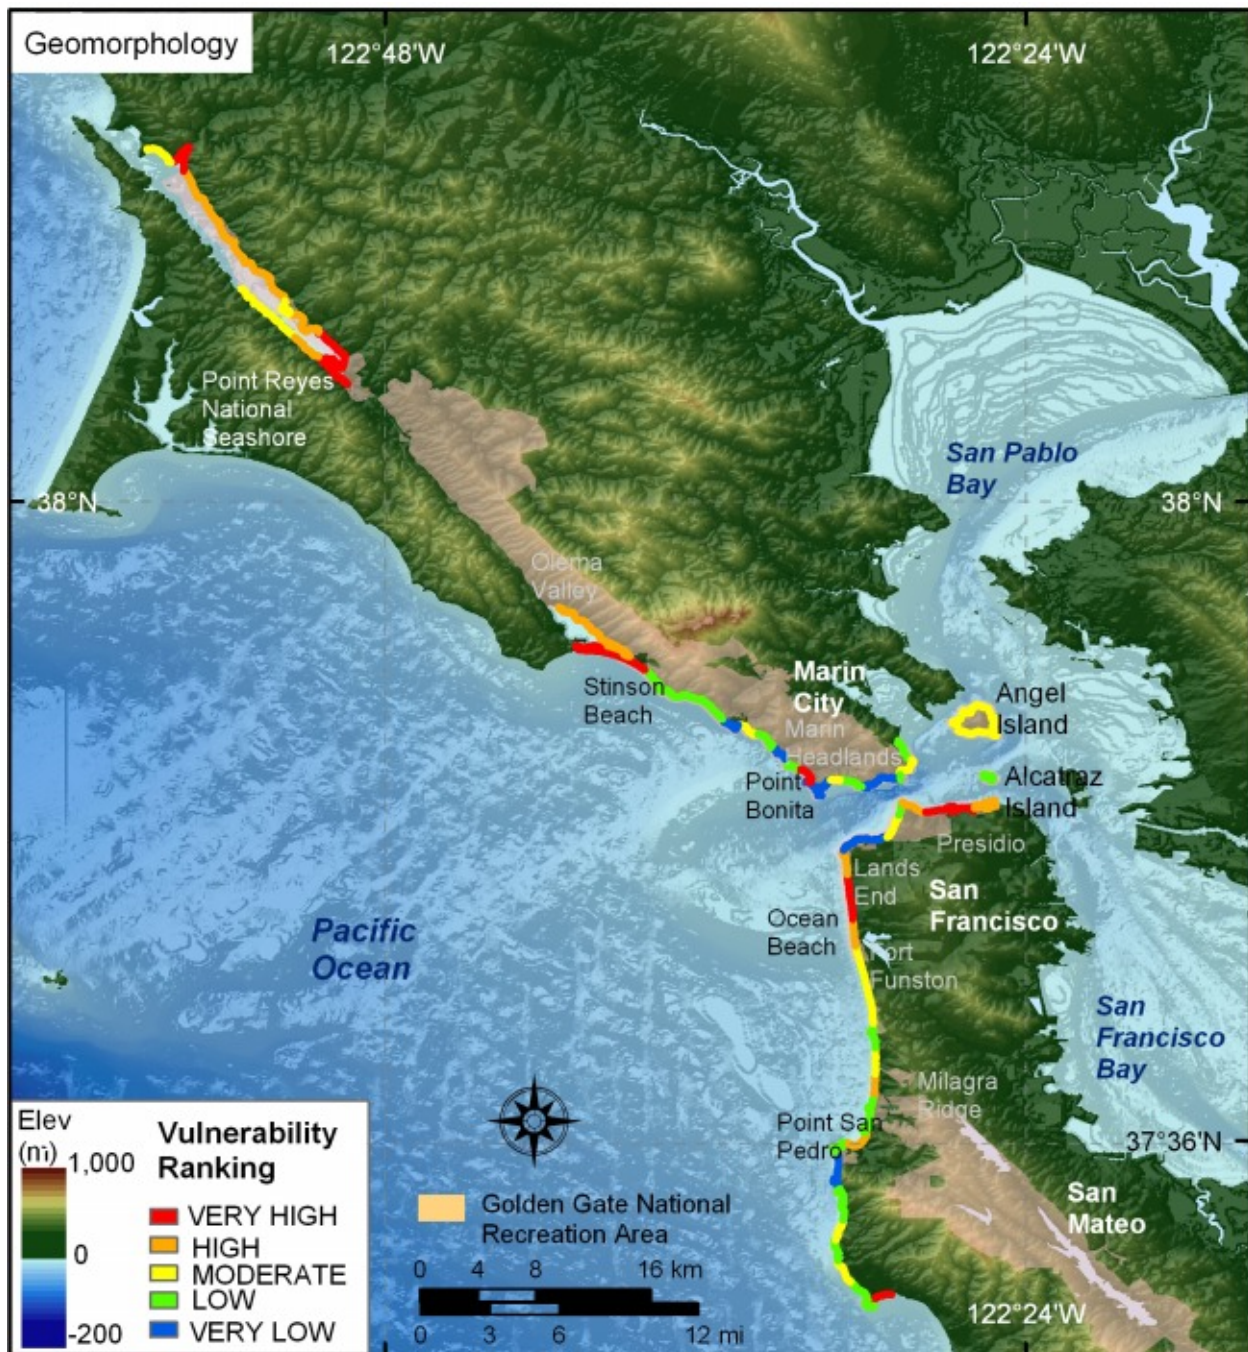 Geomorphology
122°48'W
122°24'W
Point Reyes
National
Seashore
San Pablo
Bay
38°N
38°N
Olema
Valley
Stinson
Beach
Marin
City
Marin
Headlands
Angel
Island
Point
Bonita
Alcatraz
Island
Presidio
Lands
End
San
Francisco
Ocean
Beach
Fort
Funston
Pacific
Ocean
San
Francisco
Bay
Milagra
Ridge
Point San
Pedro
37°36'N
San
Mateo
122°24'W
Elev
(m)
1,000
0
-200
Vulnerability
Ranking
VERY HIGH
HIGH
MODERATE
LOW
VERY LOW
Golden Gate National
Recreation Area
0 4 8 16 km
0 3 6 12 mi